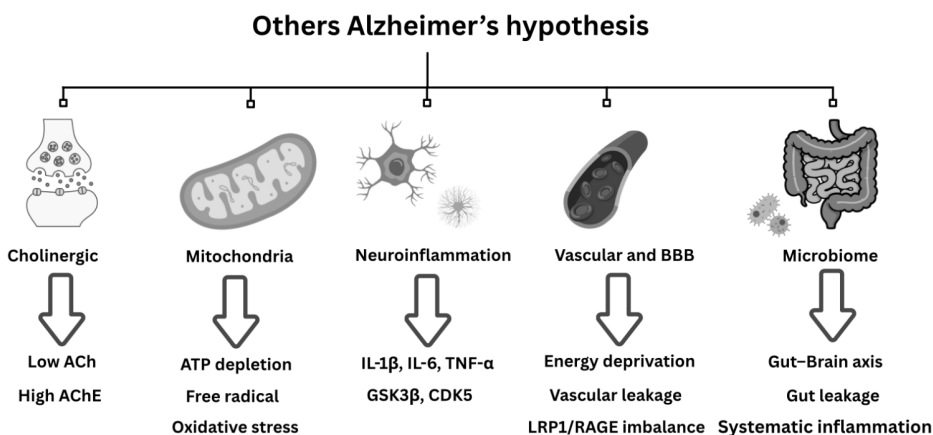 Others Alzheimer’s hypothesis
Cholinergic
Low ACh
High AChE
Mitochondria
ATP depletion
Free radical
Oxidative stress
Neuroinflammation
IL-1β, IL-6, TNF-α
GSK3β, CDK5
Vascular and BBB
Energy deprivation
Vascular leakage
LRP1/RAGE imbalance
Microbiome
Gut–Brain axis
Gut leakage
Systematic inflammation